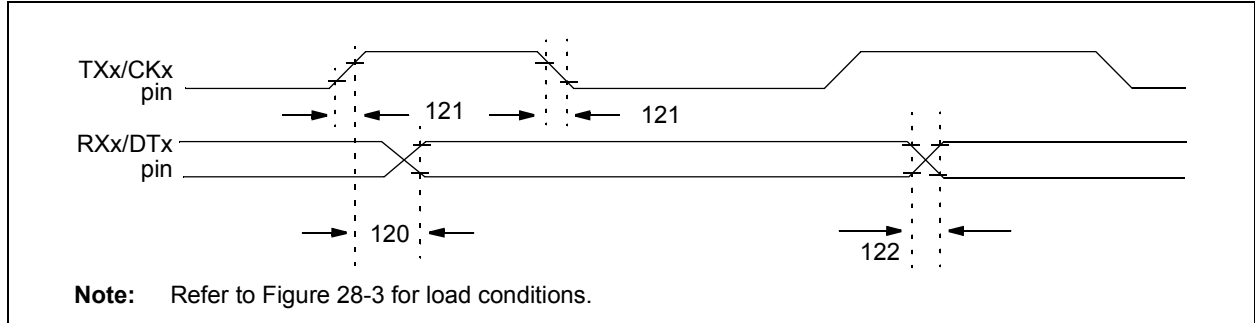 TXx/CKx
pin
121
121
RXx/DTx
pin
120
122
Note: Refer to Figure 28-3 for load conditions.